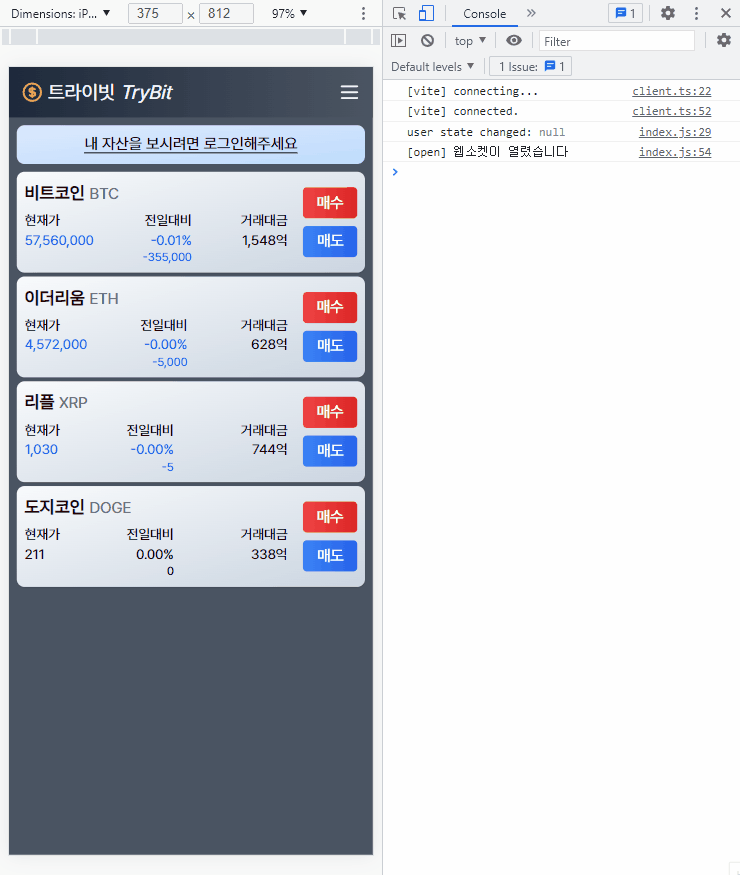 Dimensions: iP... ▼ 375 × 812 97% ▼
트라이빗 TryBit
내 자산을 보시려면 로그인해주세요
비트코인 BTC
현재가 전일대비 거래대금
57,560,000 -0.01% 1,548억
-355,000
매수
매도
이더리움 ETH
현재가 전일대비 거래대금
4,572,000 -0.00% 628억
-5,000
매수
매도
리플 XRP
현재가 전일대비 거래대금
1,030 -0.00% 744억
-5
매수
매도
도지코인 DOGE
현재가 전일대비 거래대금
211 0.00% 338억
0
매수
매도
Console » 1
top ▼ Filter
Default levels ▼ 1 Issue: 1
[vite] connecting... client.ts:22
[vite] connected. client.ts:52
user state changed: null index.js:29
[open] 웹소켓이 열렸습니다 index.js:54
>